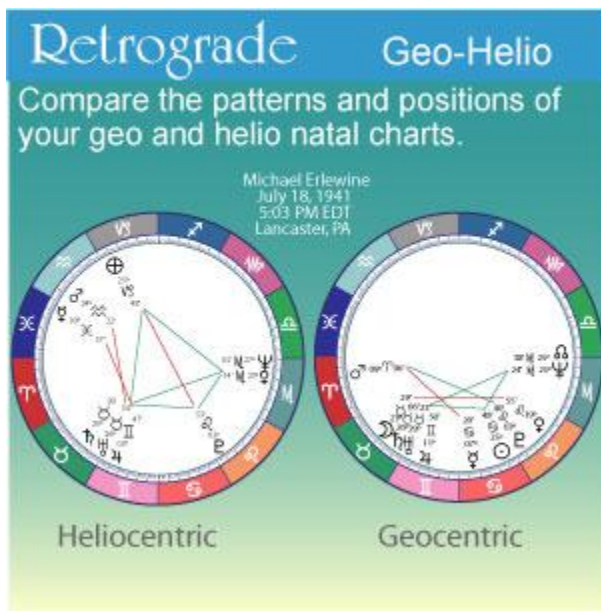 Retrograde Geo-Helio
Compare the patterns and positions of
your geo and helio natal charts.
Michael Erlewine
July 18, 1941
5:03 PM EDT
Lancaster, PA
Heliocentric
Geocentric